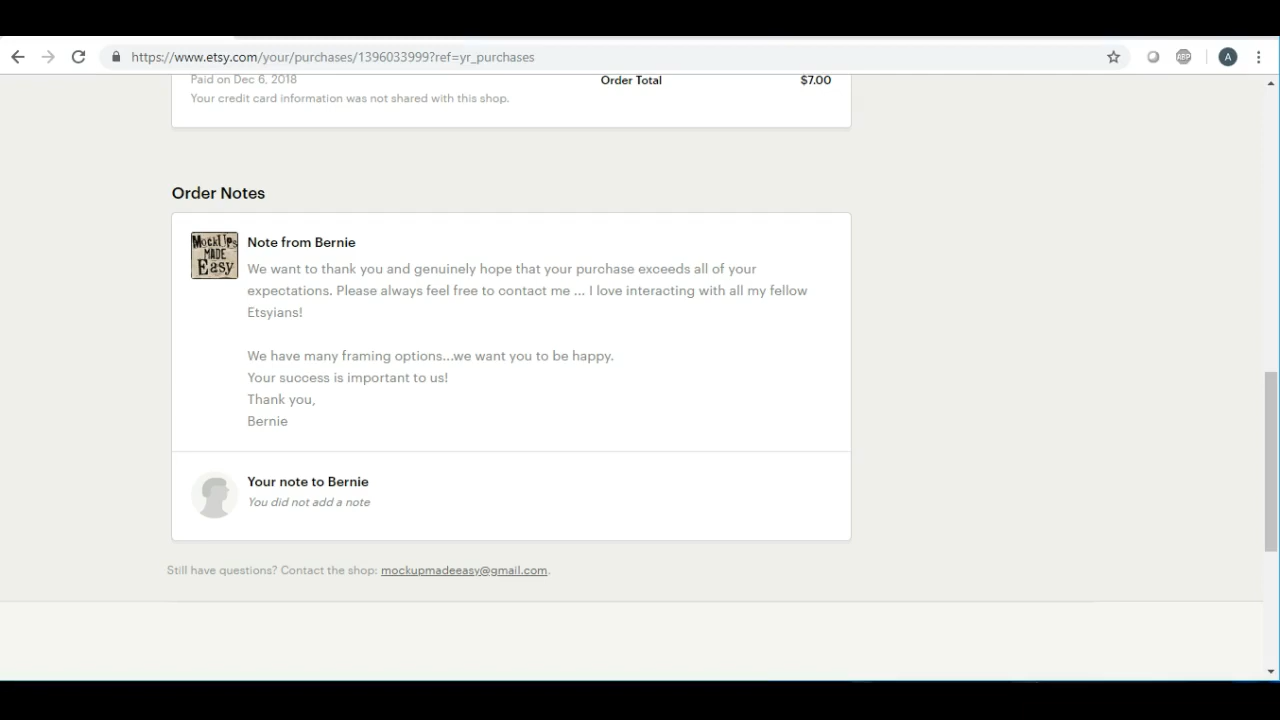 https://www.etsy.com/your/purchases/1396033999?ref=yr_purchases
ABP
A
Paid on Dec 6, 2018
Order Total
$7.00
Your credit card information was not shared with this shop.
Order Notes
MockUps
MADE
Easy
Note from Bernie
We want to thank you and genuinely hope that your purchase exceeds all of your
expectations. Please always feel free to contact me ... I love interacting with all my fellow
Etsyians!
We have many framing options...we want you to be happy.
Your success is important to us!
Thank you,
Bernie
Your note to Bernie
You did not add a note
Still have questions? Contact the shop: mockupmadeeasy@gmail.com.